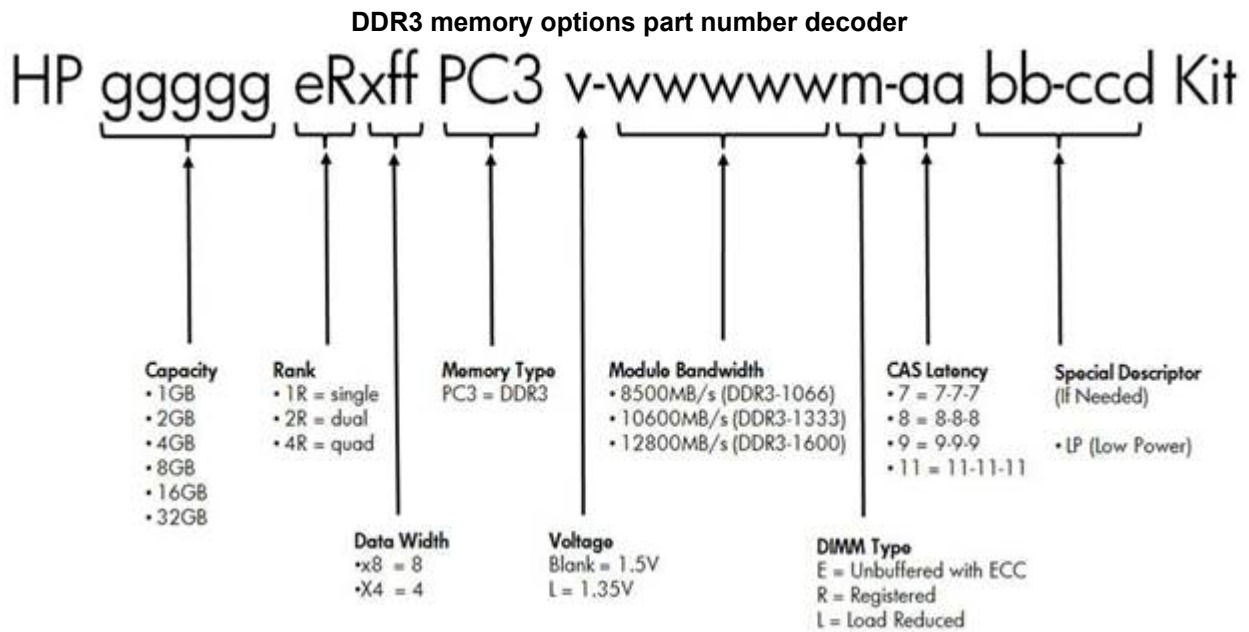 DDR3 memory options part number decoder
HP ggggg eRxff PC3 v-wwwwwm-aa bb-ccd Kit
Capacity
• 1GB
• 2GB
• 4GB
• 8GB
• 16GB
• 32GB
Rank
• 1R = single
• 2R = dual
• 4R = quad
Memory Type
PC3 = DDR3
Module Bandwidth
• 8500MB/s (DDR3-1066)
• 10600MB/s (DDR3-1333)
• 12800MB/s (DDR3-1600)
CAS Latency
• 7 = 7-7-7
• 8 = 8-8-8
• 9 = 9-9-9
• 11 = 11-11-11
Special Descriptor
(If Needed)
• LP (Low Power)
Data Width
•x8 = 8
•X4 = 4
Voltage
Blank = 1.5V
L = 1.35V
DIMM Type
E = Unbuffered with ECC
R = Registered
L = Load Reduced